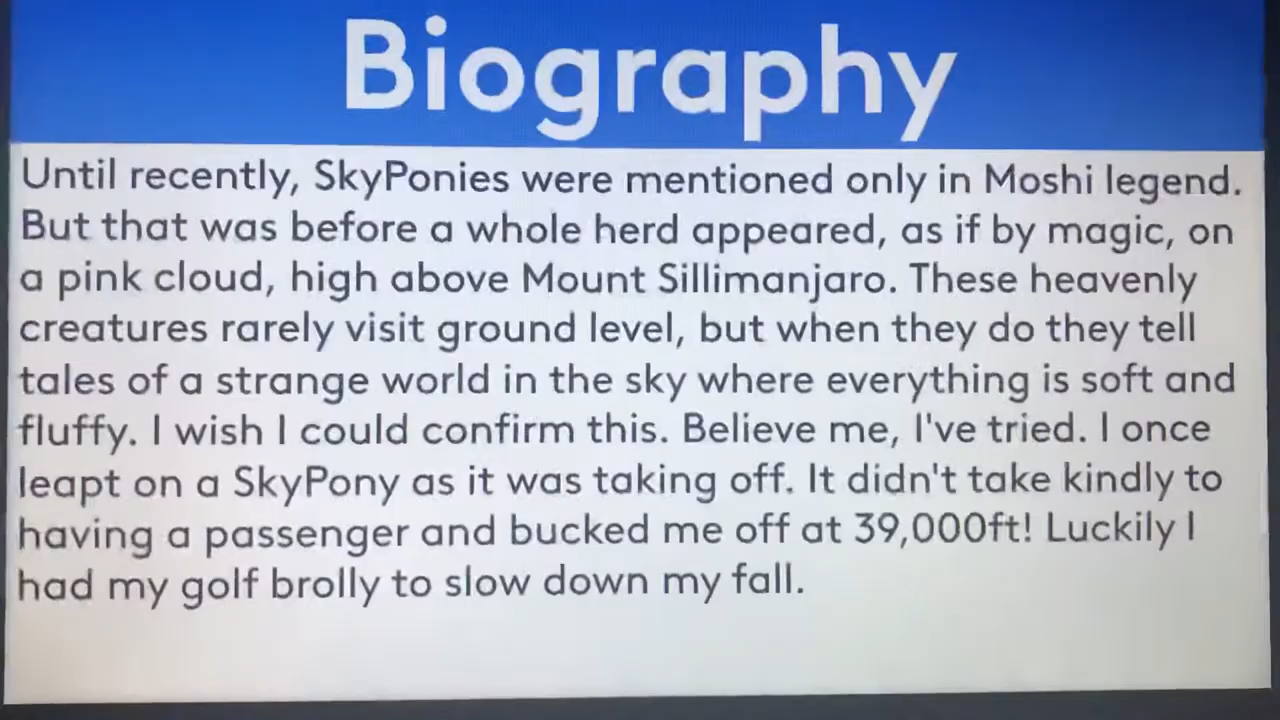 Biography
Until recently, SkyPonies were mentioned only in Moshi legend.
But that was before a whole herd appeared, as if by magic, on
a pink cloud, high above Mount Sillimanjaro. These heavenly
creatures rarely visit ground level, but when they do they tell
tales of a strange world in the sky where everything is soft and
fluffy. I wish I could confirm this. Believe me, I've tried. I once
leapt on a SkyPony as it was taking off. It didn't take kindly to
having a passenger and bucked me off at 39,000ft! Luckily I
had my golf brolly to slow down my fall.